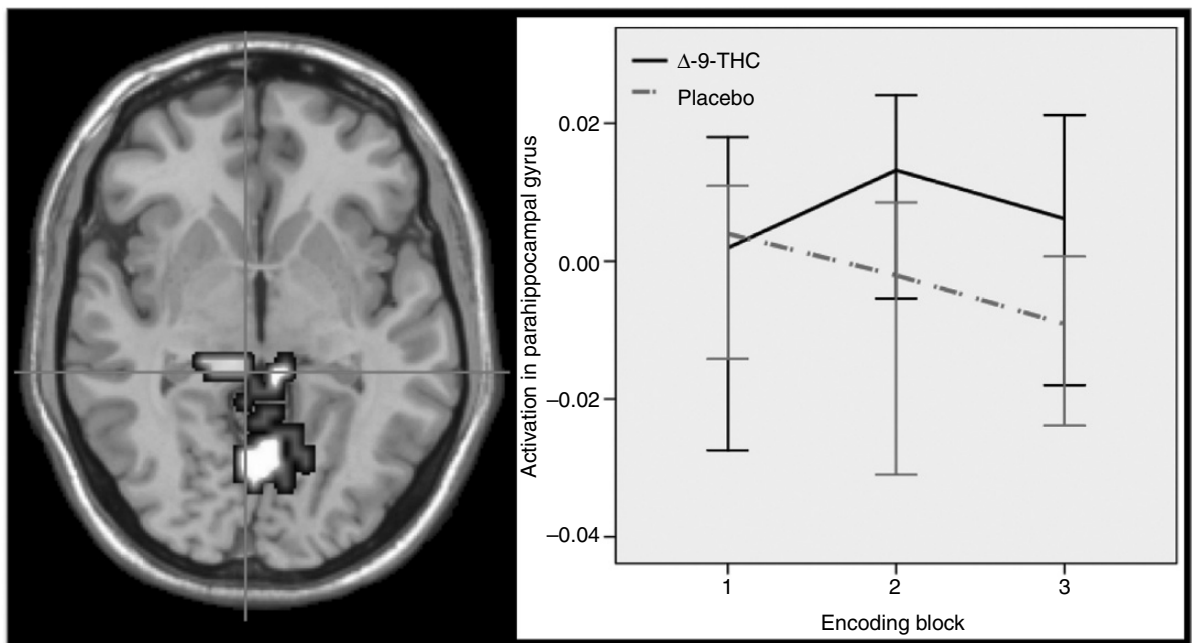 Δ-9-THC
Placebo
Activation in parahippocampal gyrus
0.02
0.00
–0.02
–0.04
1 2 3
Encoding block